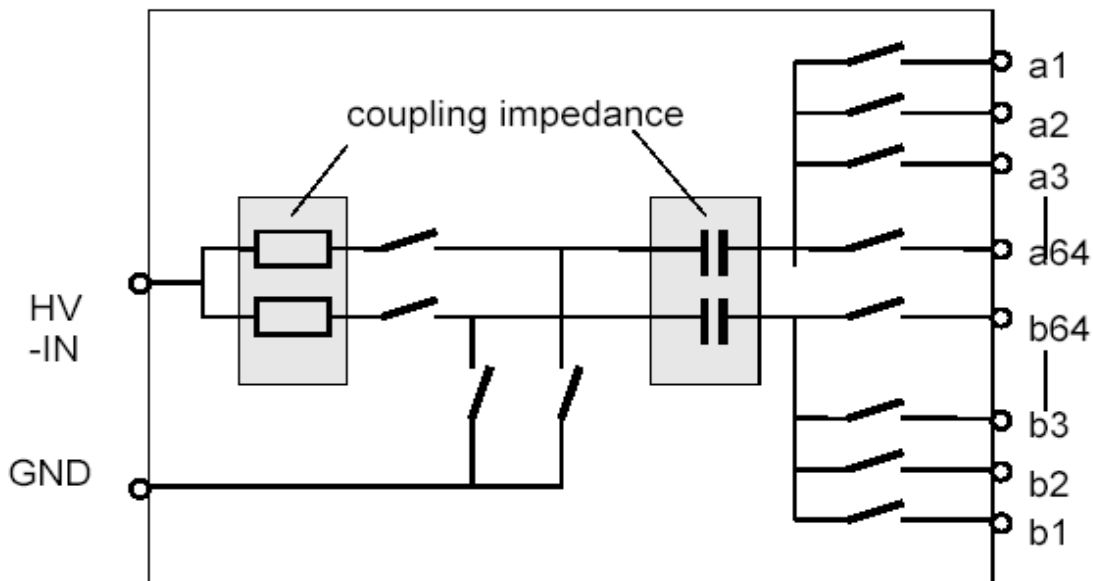 coupling impedance
a1
a2
a3
a64
HV
-IN
b64
b3
GND
b2
b1